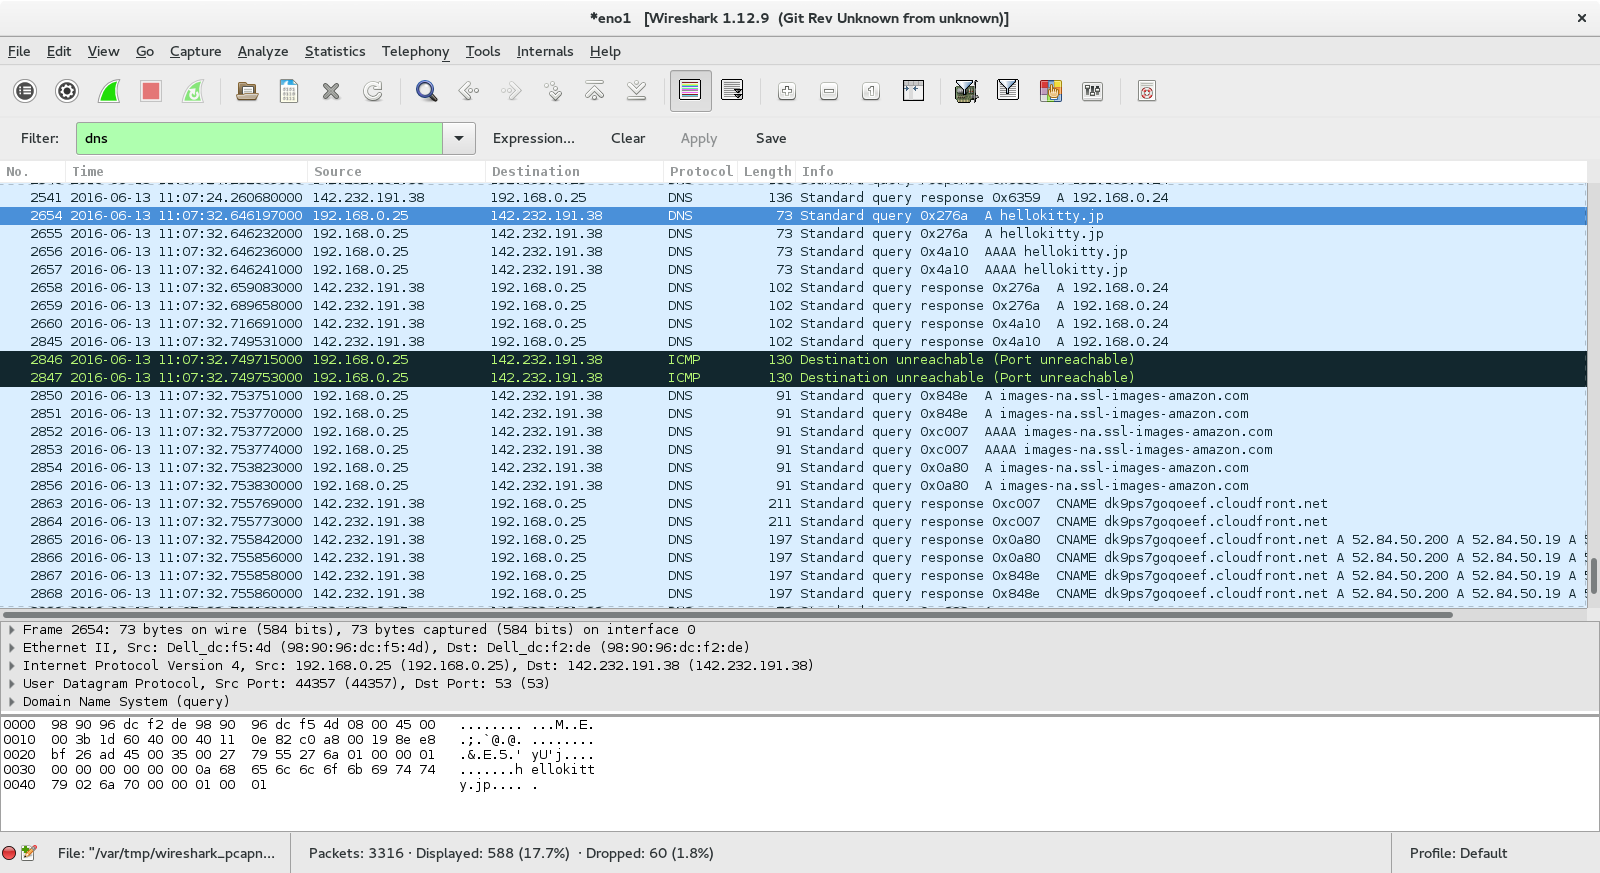 *eno1   [Wireshark 1.12.9  (Git Rev Unknown from unknown)]
File Edit View Go Capture Analyze Statistics Telephony Tools Internals Help
Filter: dns Expression... Clear Apply Save
No. Time Source Destination Protocol Length Info
2541 2016-06-13 11:07:24.260680000 142.232.191.38 192.168.0.25 DNS 136 Standard query response 0x6359  A 192.168.0.24
2654 2016-06-13 11:07:32.646197000 192.168.0.25 142.232.191.38 DNS 73 Standard query 0x276a  A hellokitty.jp
2655 2016-06-13 11:07:32.646232000 192.168.0.25 142.232.191.38 DNS 73 Standard query 0x276a  A hellokitty.jp
2656 2016-06-13 11:07:32.646236000 192.168.0.25 142.232.191.38 DNS 73 Standard query 0x4a10  AAAA hellokitty.jp
2657 2016-06-13 11:07:32.646241000 192.168.0.25 142.232.191.38 DNS 73 Standard query 0x4a10  AAAA hellokitty.jp
2658 2016-06-13 11:07:32.659083000 142.232.191.38 192.168.0.25 DNS 102 Standard query response 0x276a  A 192.168.0.24
2659 2016-06-13 11:07:32.689658000 142.232.191.38 192.168.0.25 DNS 102 Standard query response 0x276a  A 192.168.0.24
2660 2016-06-13 11:07:32.716691000 142.232.191.38 192.168.0.25 DNS 102 Standard query response 0x4a10  A 192.168.0.24
2845 2016-06-13 11:07:32.749531000 142.232.191.38 192.168.0.25 DNS 102 Standard query response 0x4a10  A 192.168.0.24
2846 2016-06-13 11:07:32.749715000 192.168.0.25 142.232.191.38 ICMP 130 Destination unreachable (Port unreachable)
2847 2016-06-13 11:07:32.749753000 192.168.0.25 142.232.191.38 ICMP 130 Destination unreachable (Port unreachable)
2850 2016-06-13 11:07:32.753751000 192.168.0.25 142.232.191.38 DNS 91 Standard query 0x848e  A images-na.ssl-images-amazon.com
2851 2016-06-13 11:07:32.753770000 192.168.0.25 142.232.191.38 DNS 91 Standard query 0x848e  A images-na.ssl-images-amazon.com
2852 2016-06-13 11:07:32.753772000 192.168.0.25 142.232.191.38 DNS 91 Standard query 0xc007  AAAA images-na.ssl-images-amazon.com
2853 2016-06-13 11:07:32.753774000 192.168.0.25 142.232.191.38 DNS 91 Standard query 0xc007  AAAA images-na.ssl-images-amazon.com
2854 2016-06-13 11:07:32.753823000 192.168.0.25 142.232.191.38 DNS 91 Standard query 0x0a80  A images-na.ssl-images-amazon.com
2856 2016-06-13 11:07:32.753830000 192.168.0.25 142.232.191.38 DNS 91 Standard query 0x0a80  A images-na.ssl-images-amazon.com
2863 2016-06-13 11:07:32.755769000 142.232.191.38 192.168.0.25 DNS 211 Standard query response 0xc007  CNAME dk9ps7goqoeef.cloudfront.net
2864 2016-06-13 11:07:32.755773000 142.232.191.38 192.168.0.25 DNS 211 Standard query response 0xc007  CNAME dk9ps7goqoeef.cloudfront.net
2865 2016-06-13 11:07:32.755842000 142.232.191.38 192.168.0.25 DNS 197 Standard query response 0x0a80  CNAME dk9ps7goqoeef.cloudfront.net A 52.84.50.200 A 52.84.50.19 A
2866 2016-06-13 11:07:32.755856000 142.232.191.38 192.168.0.25 DNS 197 Standard query response 0x0a80  CNAME dk9ps7goqoeef.cloudfront.net A 52.84.50.200 A 52.84.50.19 A
2867 2016-06-13 11:07:32.755858000 142.232.191.38 192.168.0.25 DNS 197 Standard query response 0x848e  CNAME dk9ps7goqoeef.cloudfront.net A 52.84.50.200 A 52.84.50.19 A
2868 2016-06-13 11:07:32.755860000 142.232.191.38 192.168.0.25 DNS 197 Standard query response 0x848e  CNAME dk9ps7goqoeef.cloudfront.net A 52.84.50.200 A 52.84.50.19 A
Frame 2654: 73 bytes on wire (584 bits), 73 bytes captured (584 bits) on interface 0
Ethernet II, Src: Dell_dc:f5:4d (98:90:96:dc:f5:4d), Dst: Dell_dc:f2:de (98:90:96:dc:f2:de)
Internet Protocol Version 4, Src: 192.168.0.25 (192.168.0.25), Dst: 142.232.191.38 (142.232.191.38)
User Datagram Protocol, Src Port: 44357 (44357), Dst Port: 53 (53)
Domain Name System (query)
0000  98 90 96 dc f2 de 98 90  96 dc f5 4d 08 00 45 00   ........ ...M..E.
0010  00 3b 1d 60 40 00 40 11  0e 82 c0 a8 00 19 8e e8   .;.`@.@. ........
0020  bf 26 ad 45 00 35 00 27  79 55 27 6a 01 00 00 01   .&.E.5.' yU'j....
0030  00 00 00 00 00 00 0a 68  65 6c 6c 6f 6b 69 74 74   .......h ellokitt
0040  79 02 6a 70 00 00 01 00  01   y.jp.... .
File: "/var/tmp/wireshark_pcapn... Packets: 3316 · Displayed: 588 (17.7%)  · Dropped: 60 (1.8%) Profile: Default